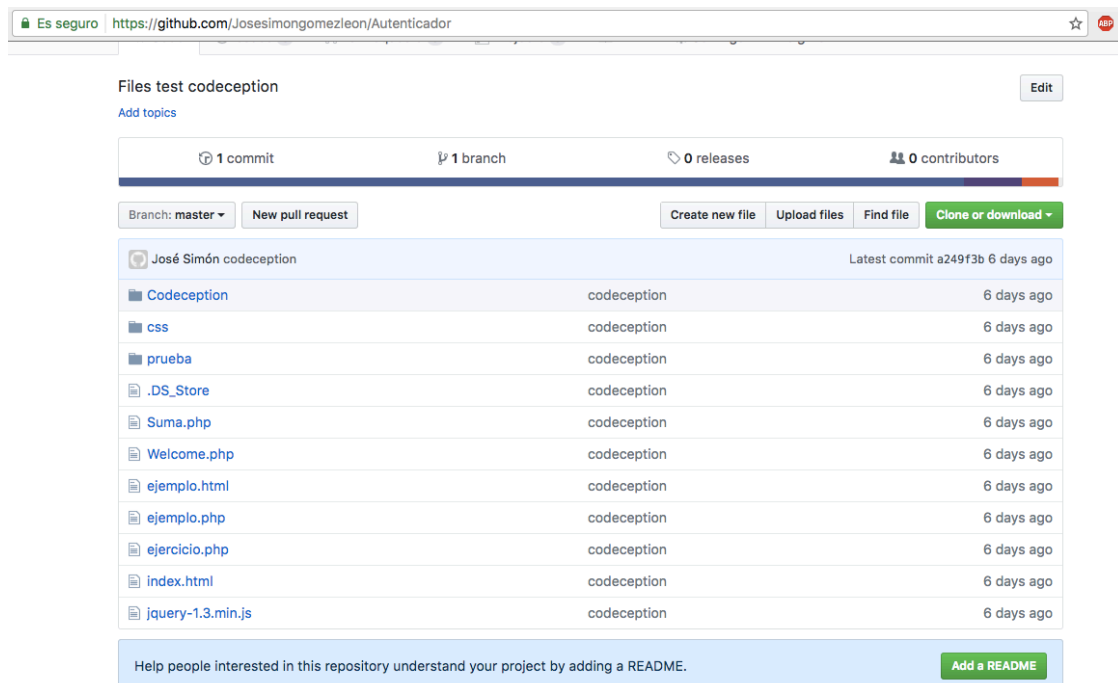 Es seguro https://github.com/Josesimongomezleon/Autenticador ABP
Files test codeception Edit
Add topics
1 commit 1 branch 0 releases 0 contributors
Branch: master New pull request Create new file Upload files Find file Clone or download
José Simón codeception Latest commit a249f3b 6 days ago
Codeception codeception 6 days ago
css codeception 6 days ago
prueba codeception 6 days ago
.DS_Store codeception 6 days ago
Suma.php codeception 6 days ago
Welcome.php codeception 6 days ago
ejemplo.html codeception 6 days ago
ejemplo.php codeception 6 days ago
ejercicio.php codeception 6 days ago
index.html codeception 6 days ago
jquery-1.3.min.js codeception 6 days ago
Help people interested in this repository understand your project by adding a README. Add a README